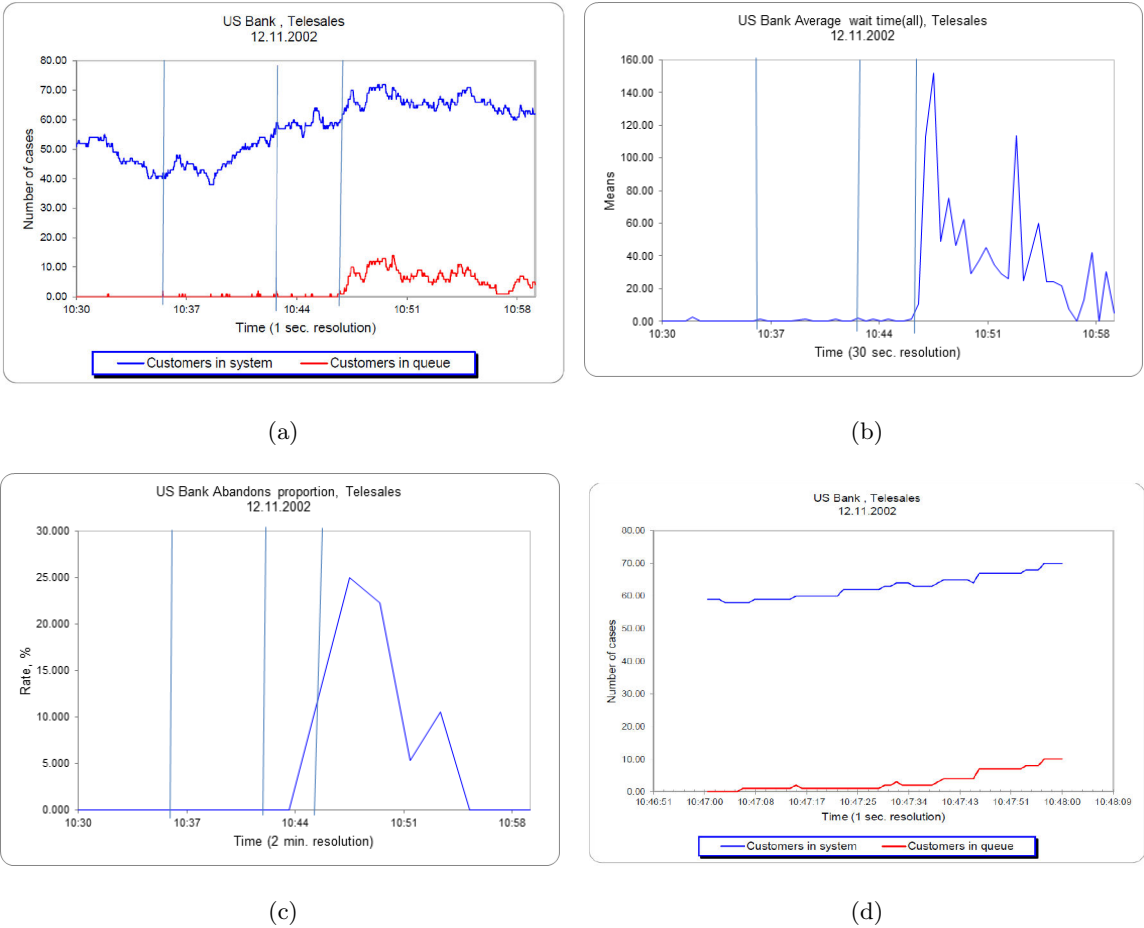 US Bank , Telesales
12.11.2002
80.00
70.00
60.00
50.00
40.00
30.00
20.00
10.00
0.00
Number of cases
10:30 10:37 10:44 10:51 10:58
Time (1 sec. resolution)
Customers in system Customers in queue
(a)
US Bank Average wait time(all), Telesales
12.11.2002
160.00
140.00
120.00
100.00
80.00
60.00
40.00
20.00
0.00
Means
10:30 10:37 10:44 10:51 10:58
Time (30 sec. resolution)
(b)
US Bank Abandons proportion, Telesales
12.11.2002
30.000
25.000
20.000
15.000
10.000
5.000
0.000
Rate, %
10:30 10:37 10:44 10:51 10:58
Time (2 min. resolution)
(c)
US Bank , Telesales
12.11.2002
80.00
70.00
60.00
50.00
40.00
30.00
20.00
10.00
0.00
Number of cases
10:46:51 10:47:00 10:47:08 10:47:17 10:47:25 10:47:34 10:47:43 10:47:51 10:48:00 10:48:09
Time (1 sec. resolution)
Customers in system Customers in queue
(d)